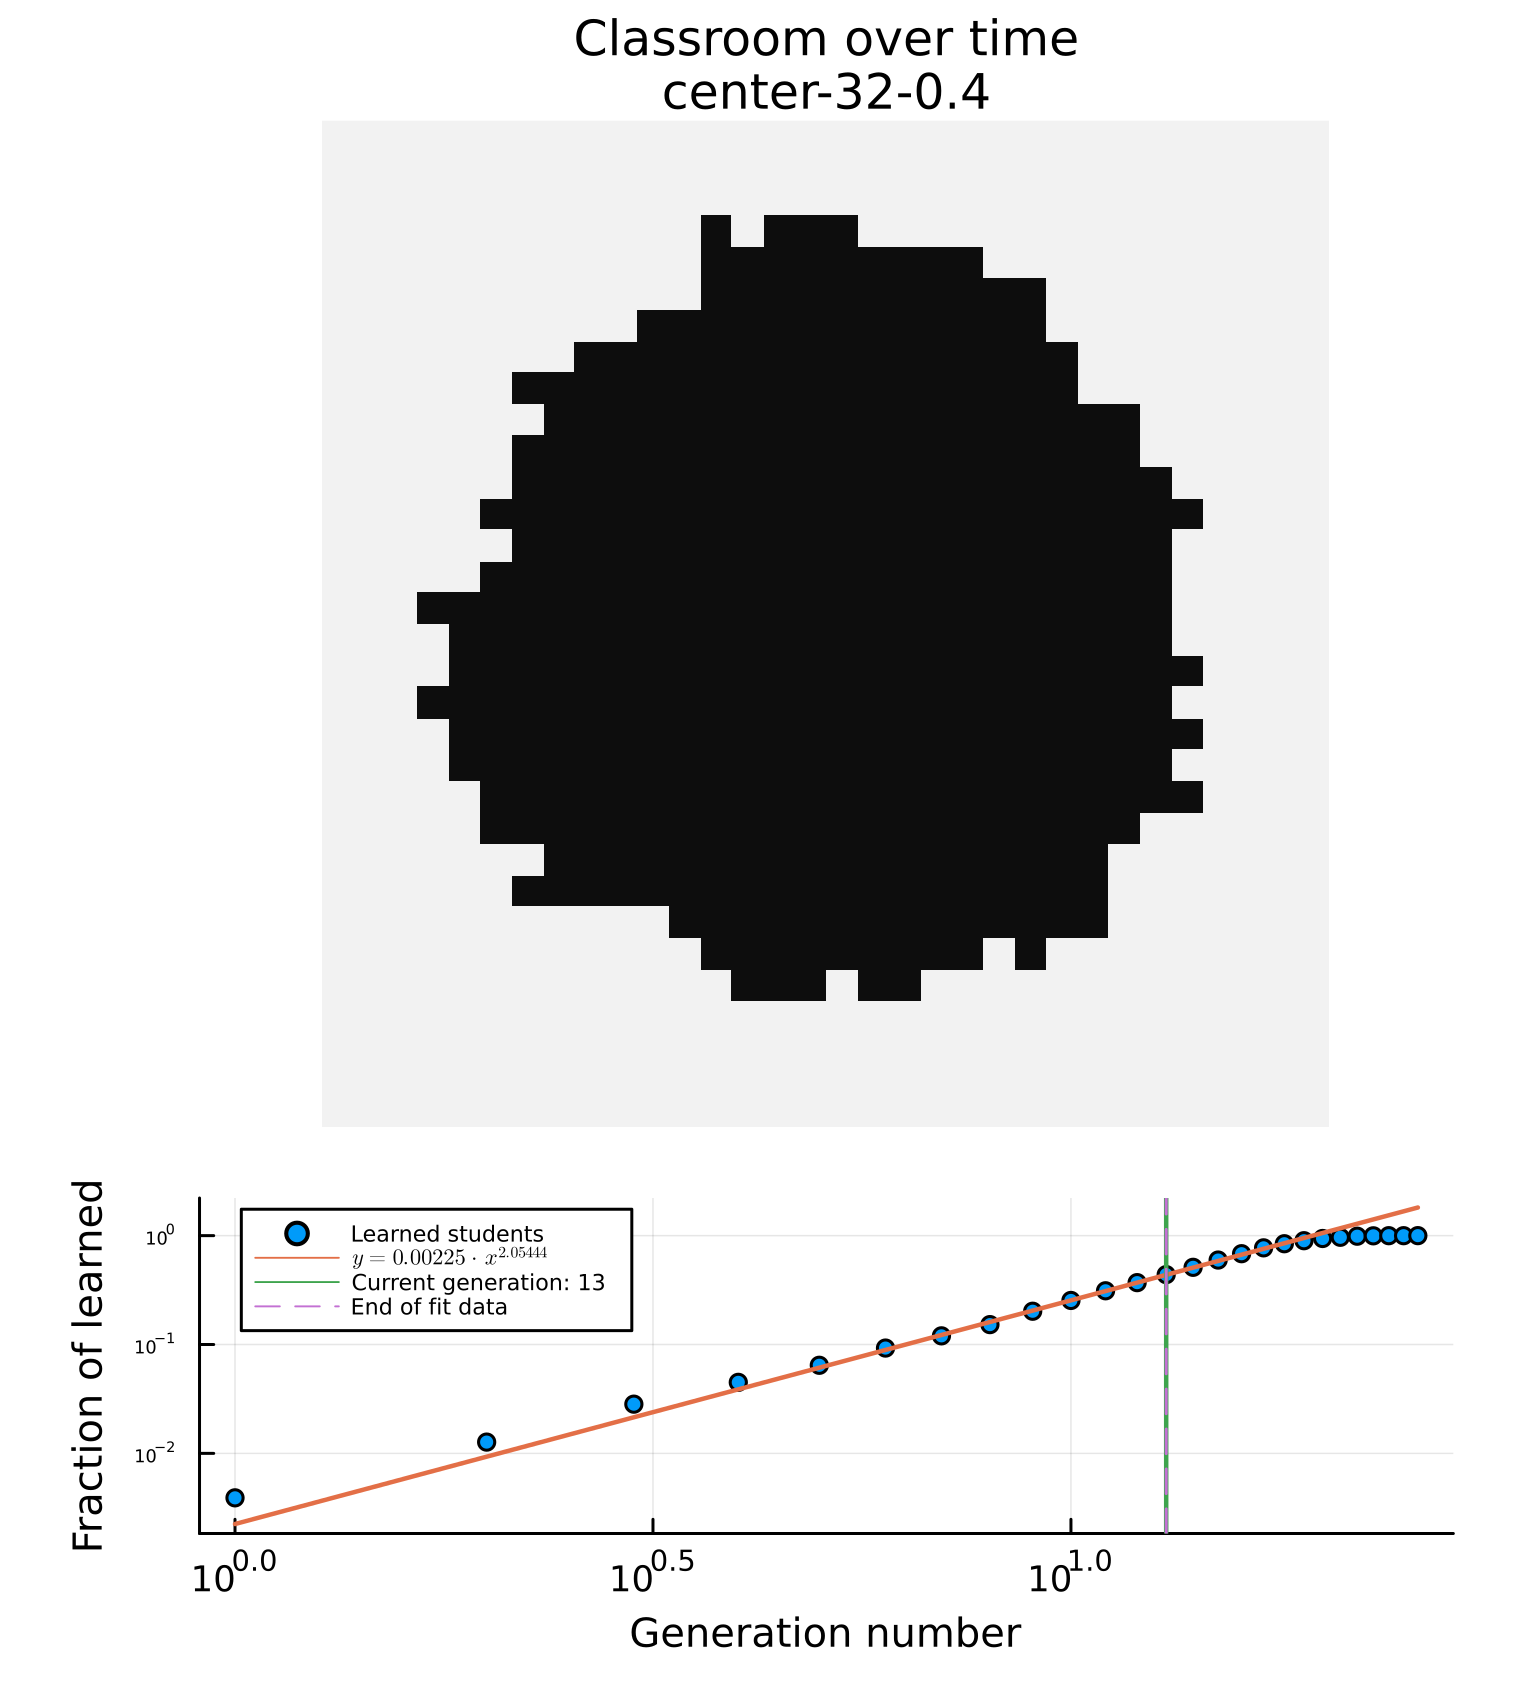 Classroom over time
center-32-0.4
Fraction of learned
10⁰
10⁻¹
10⁻²
Learned students
y = 0.00225 · x^2.05444
Current generation: 13
End of fit data
10^0.0
10^0.5
10^1.0
Generation number